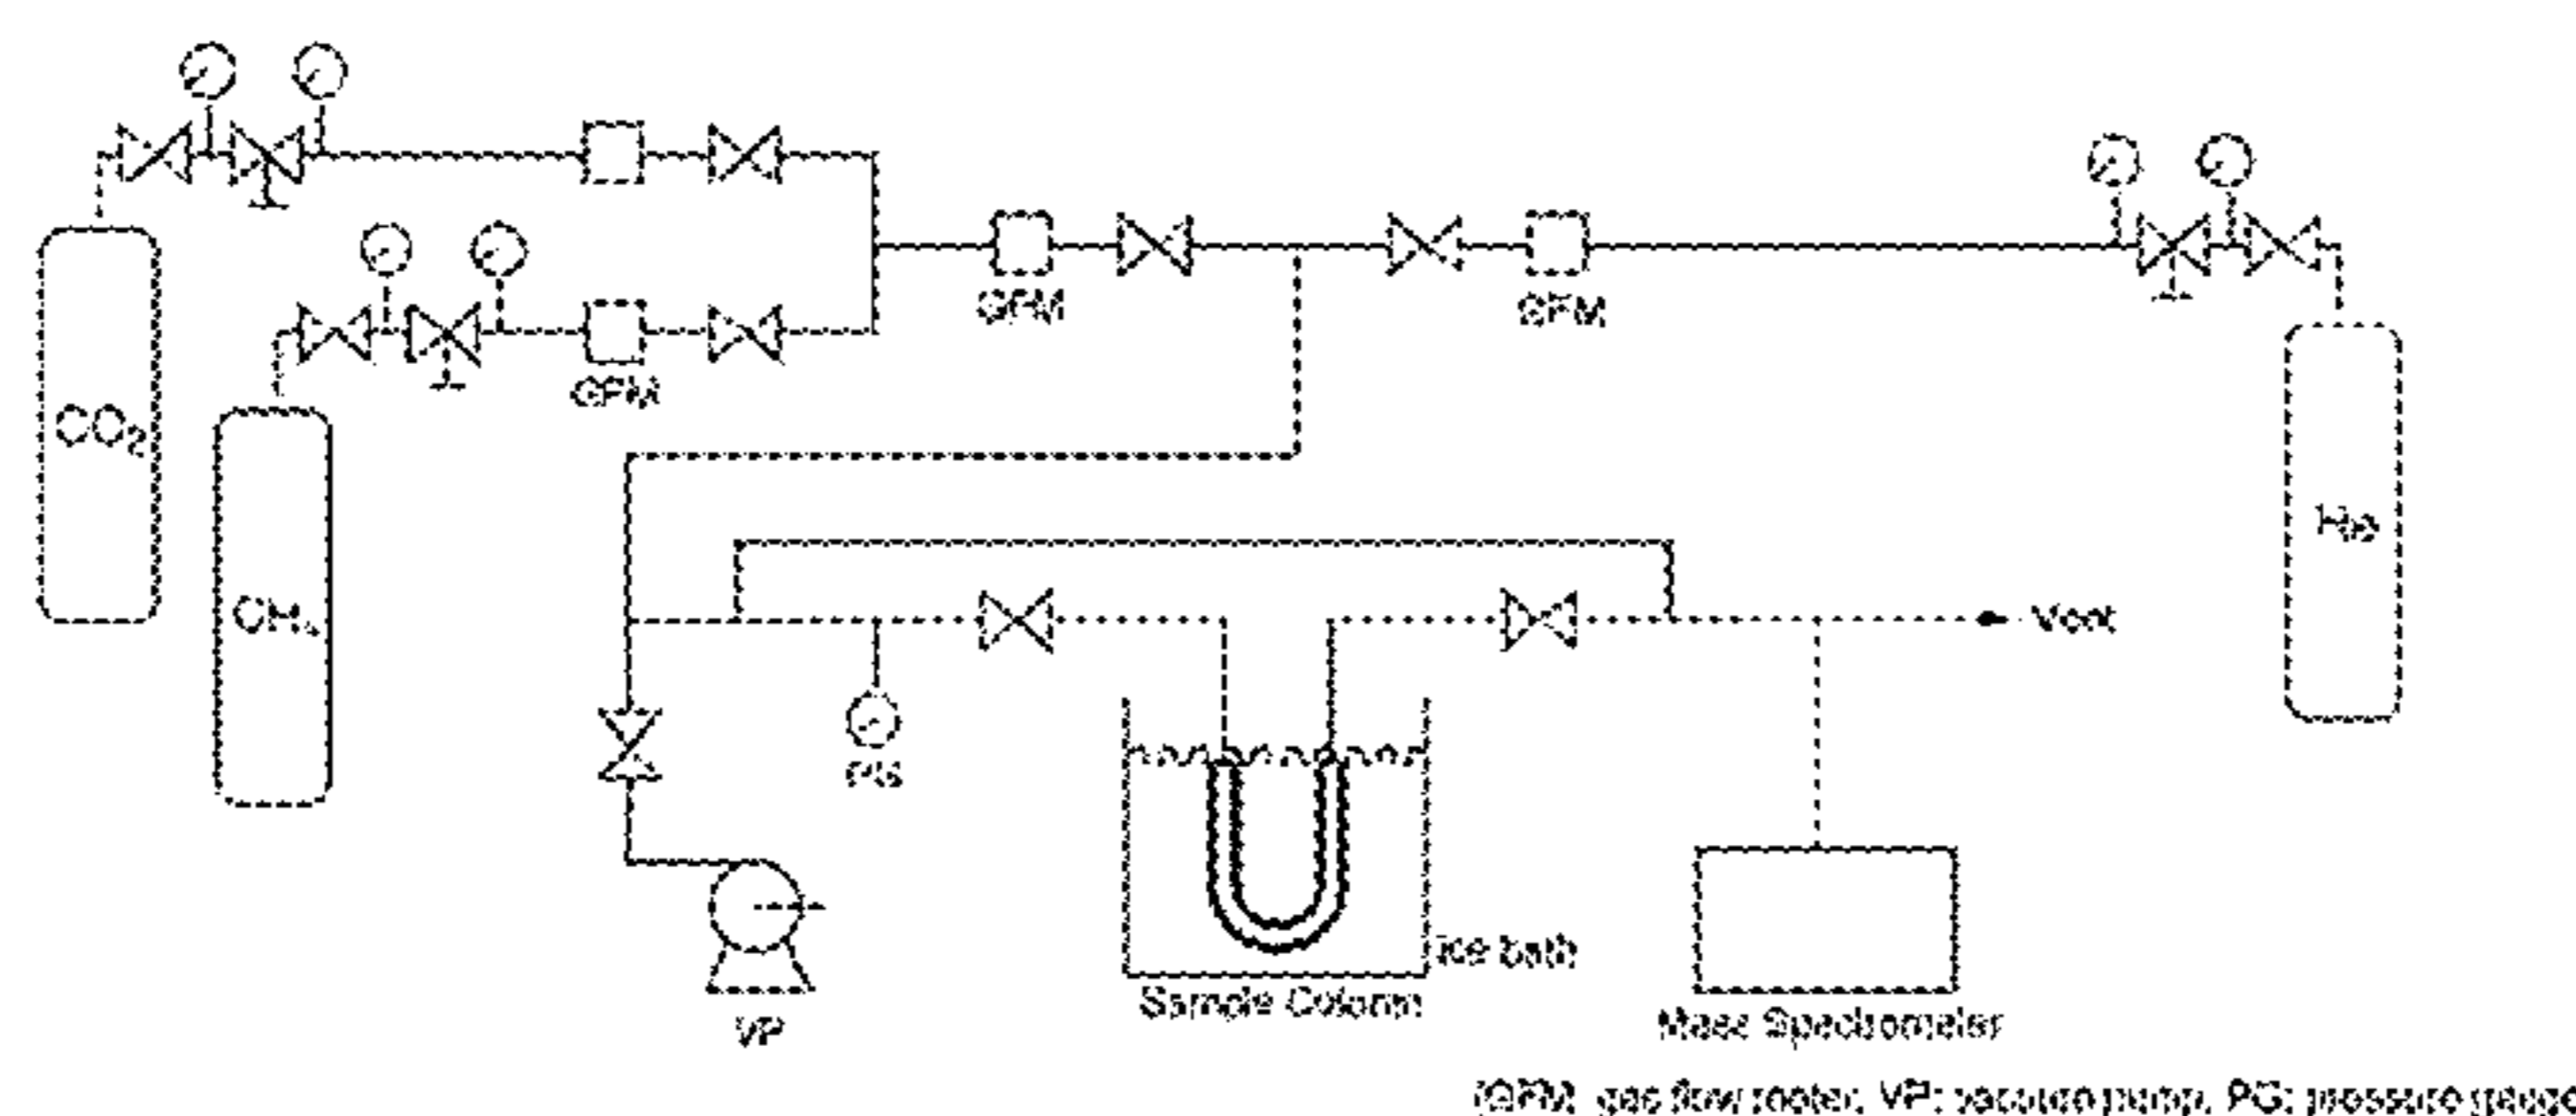 CO2
CH4
GFM
GFM
GFM
He
Vent
PG
VP
ice bath
Sample Column
Mass Spectrometer
(GFM, gas flow meter, VP: vacuum pump, PG: pressure gauge